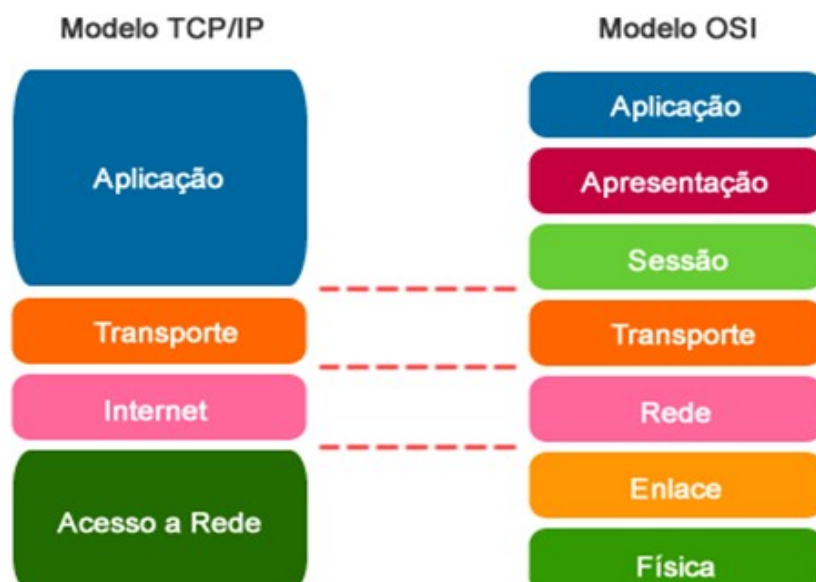 Modelo TCP/IP
Aplicação
Transporte
Internet
Acesso a Rede
Modelo OSI
Aplicação
Apresentação
Sessão
Transporte
Rede
Enlace
Física